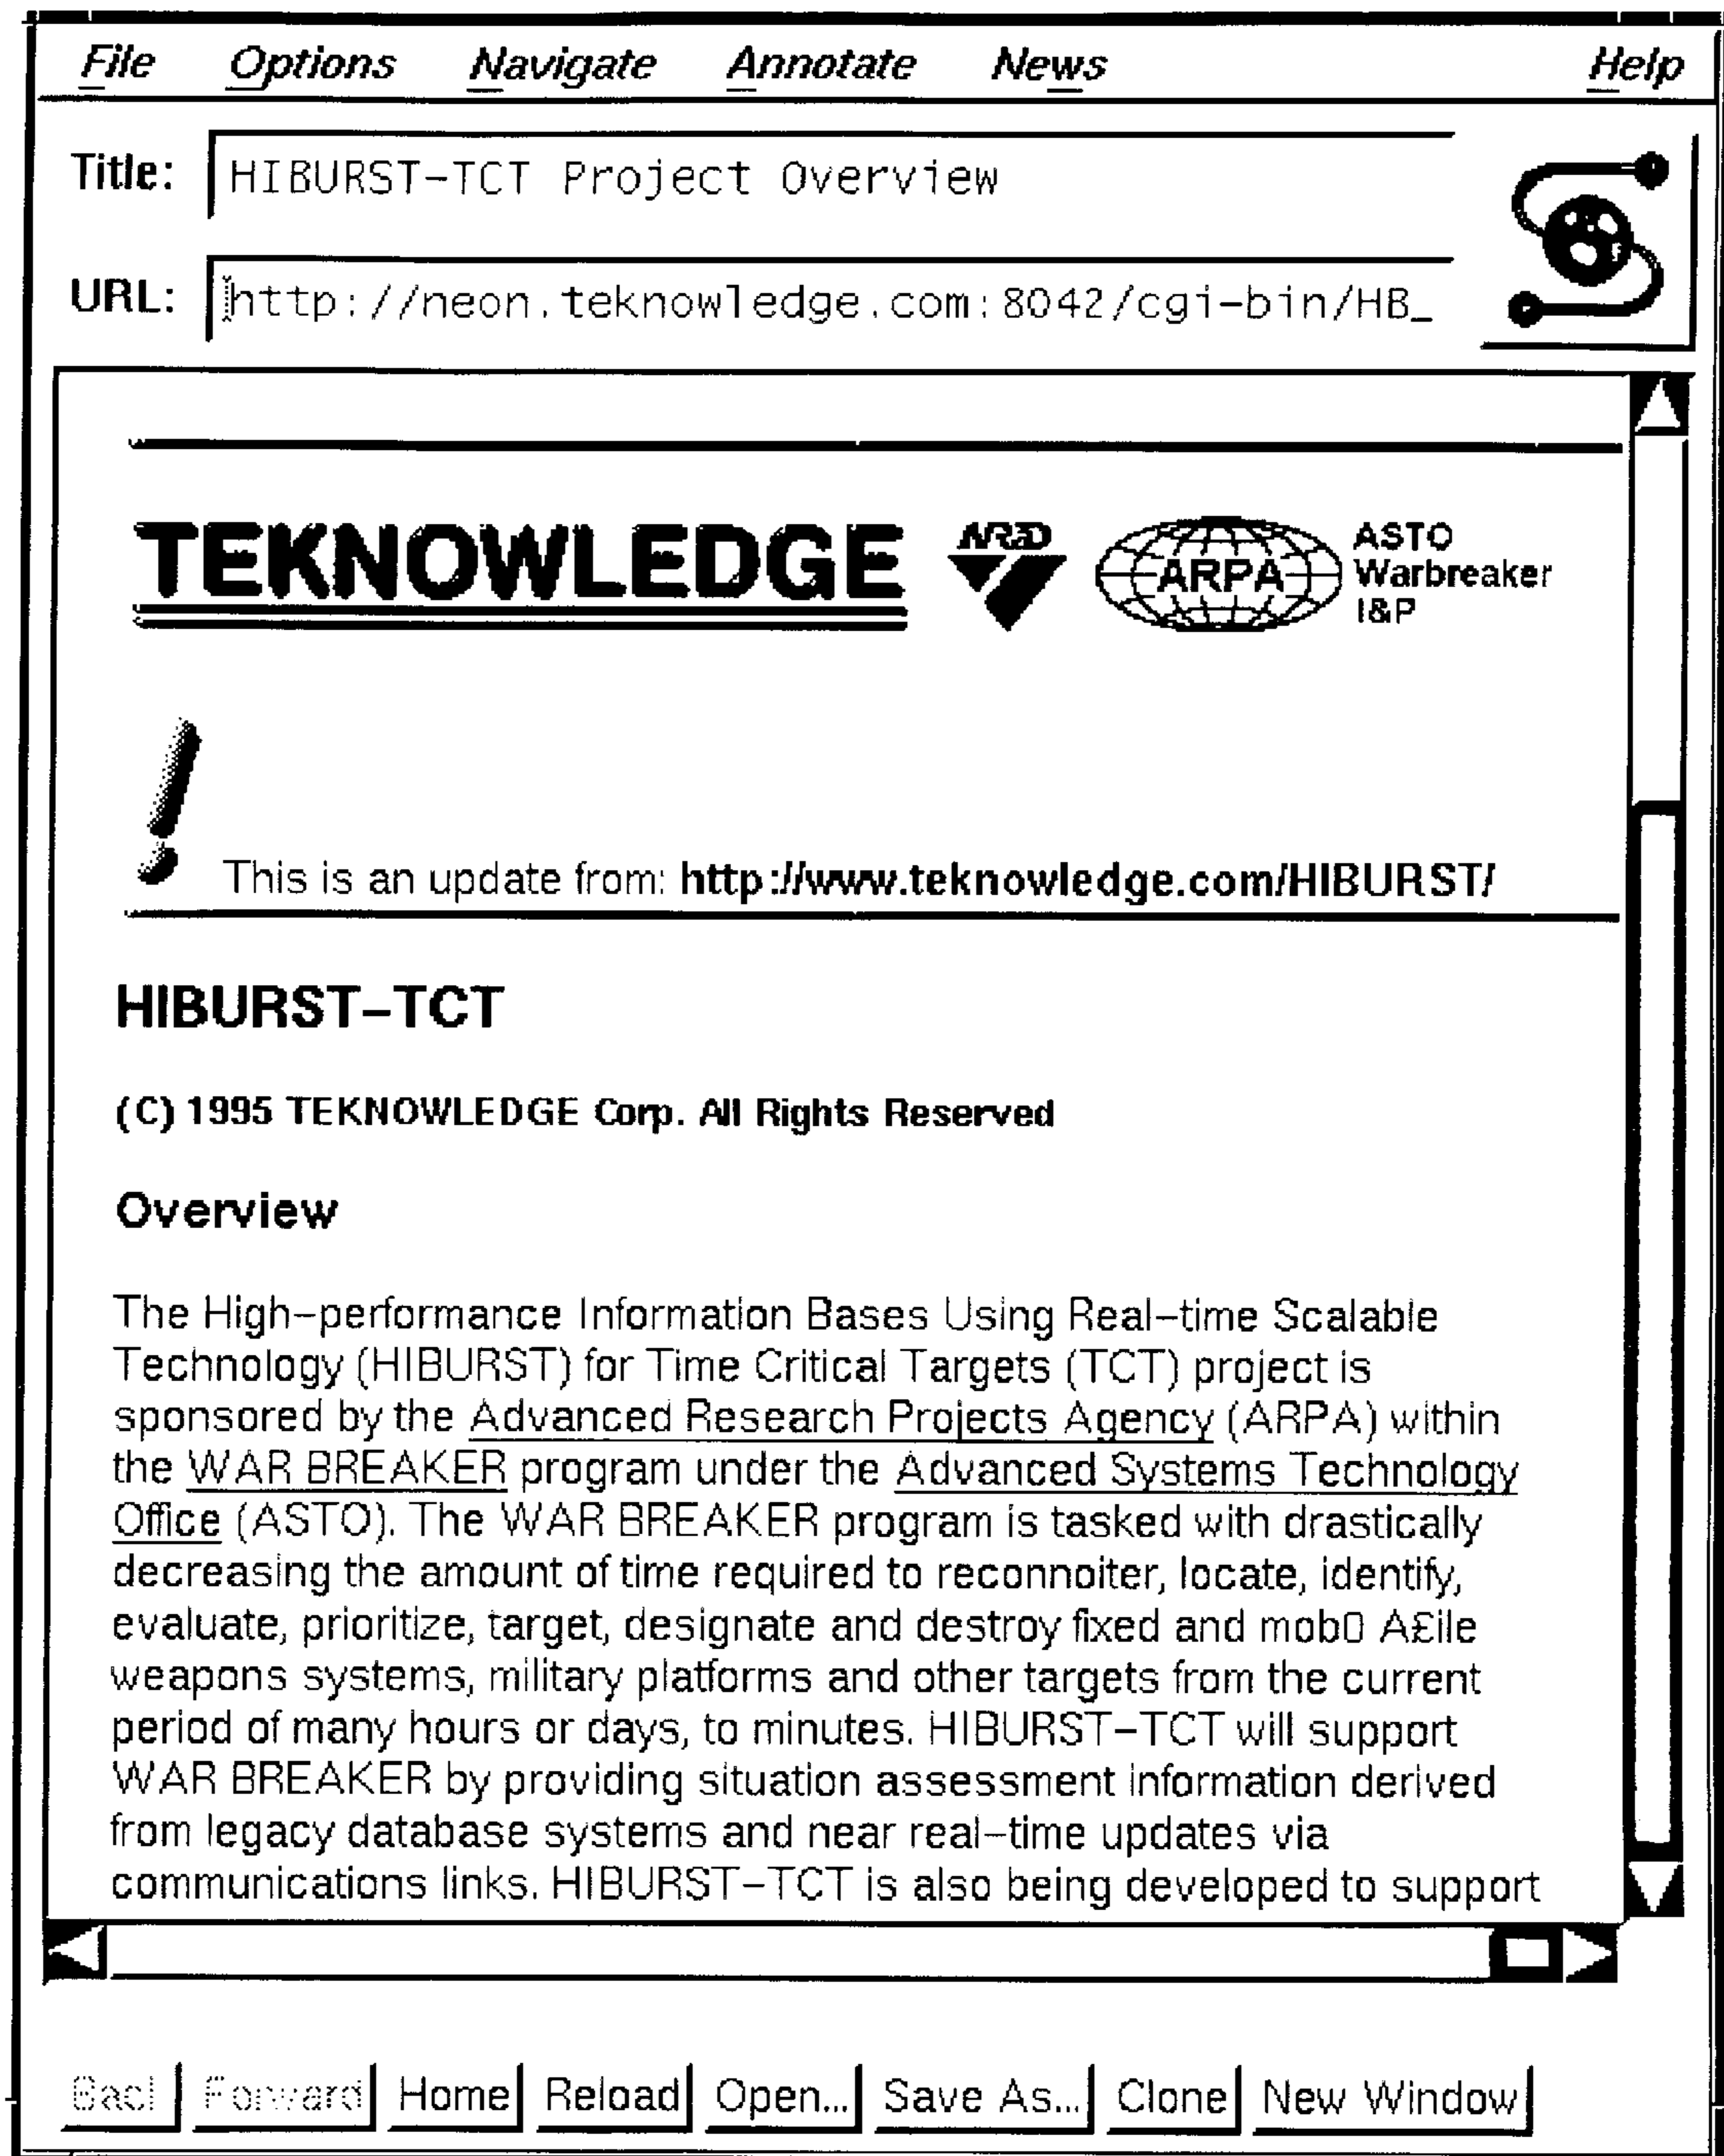 File Options Navigate Annotate News Help
Title: HIBURST-TCT Project Overview
URL: http://neon.teknowledge.com:8042/cgi-bin/HB_
TEKNOWLEDGE ARPA ASTO
Warbreaker
I&P
! This is an update from: http://www.teknowledge.com/HIBURST/
HIBURST-TCT
(C) 1995 TEKNOWLEDGE Corp. All Rights Reserved
Overview
The High-performance Information Bases Using Real-time Scalable
Technology (HIBURST) for Time Critical Targets (TCT) project is
sponsored by the Advanced Research Projects Agency (ARPA) within
the WAR BREAKER program under the Advanced Systems Technology
Office (ASTO). The WAR BREAKER program is tasked with drastically
decreasing the amount of time required to reconnoiter, locate, identify,
evaluate, prioritize, target, designate and destroy fixed and mob0 A£ile
weapons systems, military platforms and other targets from the current
period of many hours or days, to minutes. HIBURST-TCT will support
WAR BREAKER by providing situation assessment information derived
from legacy database systems and near real-time updates via
communications links. HIBURST-TCT is also being developed to support
Forward Home Reload Open... Save As... Clone New Window